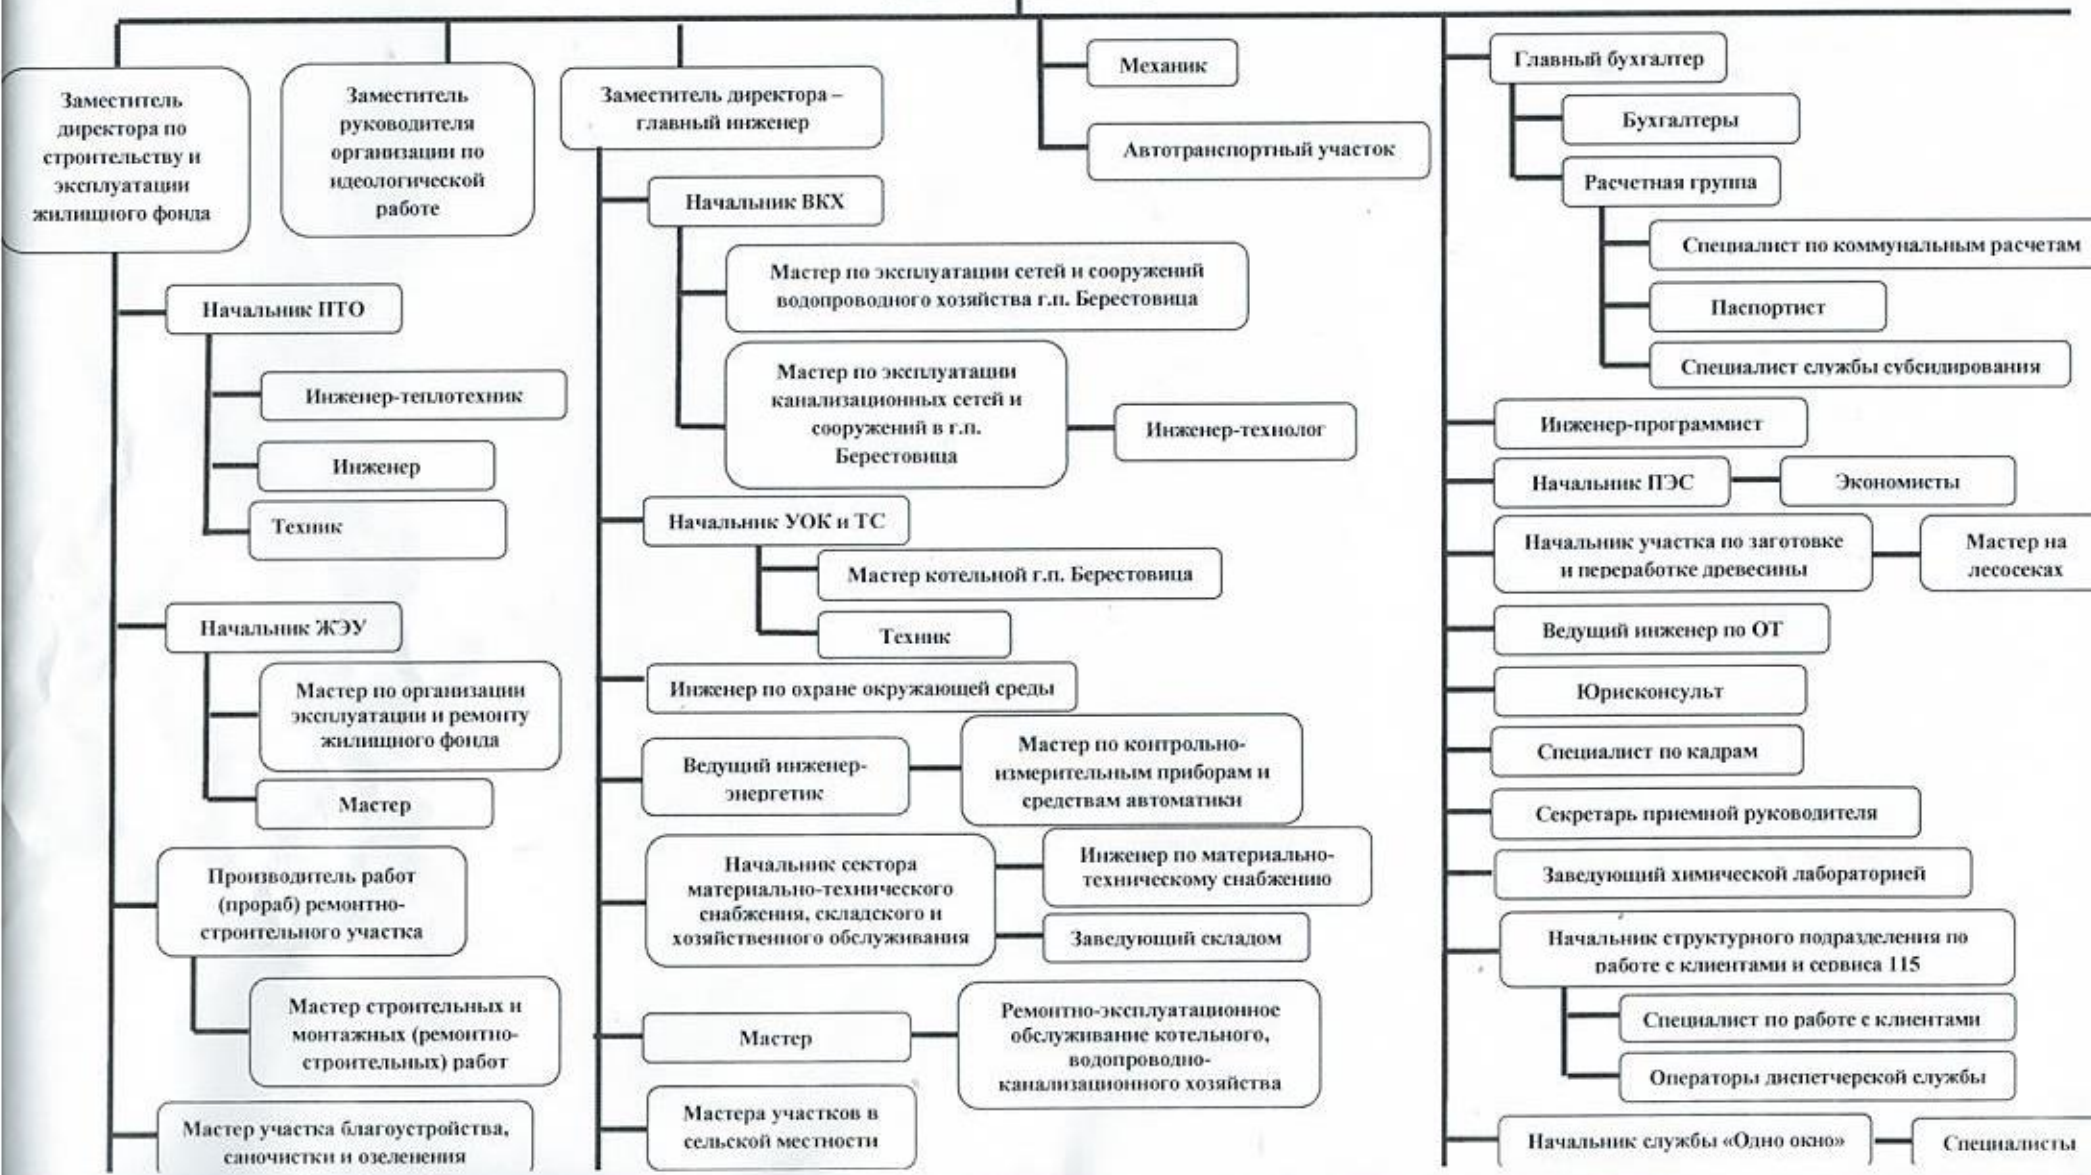 Заместитель
директора по
строительству и
эксплуатации
жилищного фонда
Начальник ПТО
Инженер-теплотехник
Инженер
Техник
Начальник ЖЭУ
Мастер по организации
эксплуатации и ремонту
жилищного фонда
Мастер
Производитель работ
(прораб) ремонтно-
строительного участка
Мастер строительных и
монтажных (ремонтно-
строительных) работ
Мастер участка благоустройства,
саночистки и озеленения
Заместитель
руководителя
организации по
идеологической
работе
Заместитель директора –
главный инженер
Начальник ВКХ
Мастер по эксплуатации сетей и сооружений
водопроводного хозяйства г.п. Берестовица
Мастер по эксплуатации
канализационных сетей и
сооружений в г.п.
Берестовица
Инженер-технолог
Начальник УОК и ТС
Мастер котельной г.п. Берестовица
Техник
Инженер по охране окружающей среды
Ведущий инженер-
энергетик
Мастер по контрольно-
измерительным приборам и
средствам автоматики
Начальник сектора
материально-технического
снабжения, складского и
хозяйственного обслуживания
Инженер по материально-
техническому снабжению
Заведующий складом
Мастер
Ремонтно-эксплуатационное
обслуживание котельного,
водопроводно-
канализационного хозяйства
Мастера участков в
сельской местности
Механик
Автотранспортный участок
Главный бухгалтер
Бухгалтеры
Расчетная группа
Специалист по коммунальным расчетам
Паспортист
Специалист службы субсидирования
Инженер-программист
Начальник ПЭС
Экономисты
Начальник участка по заготовке
и переработке древесины
Мастер на
лесосеках
Ведущий инженер по ОТ
Юрисконсульт
Специалист по кадрам
Секретарь приемной руководителя
Заведующий химической лабораторией
Начальник структурного подразделения по
работе с клиентами и сервиса 115
Специалист по работе с клиентами
Операторы диспетчерской службы
Начальник службы «Одно окно»
Специалисты